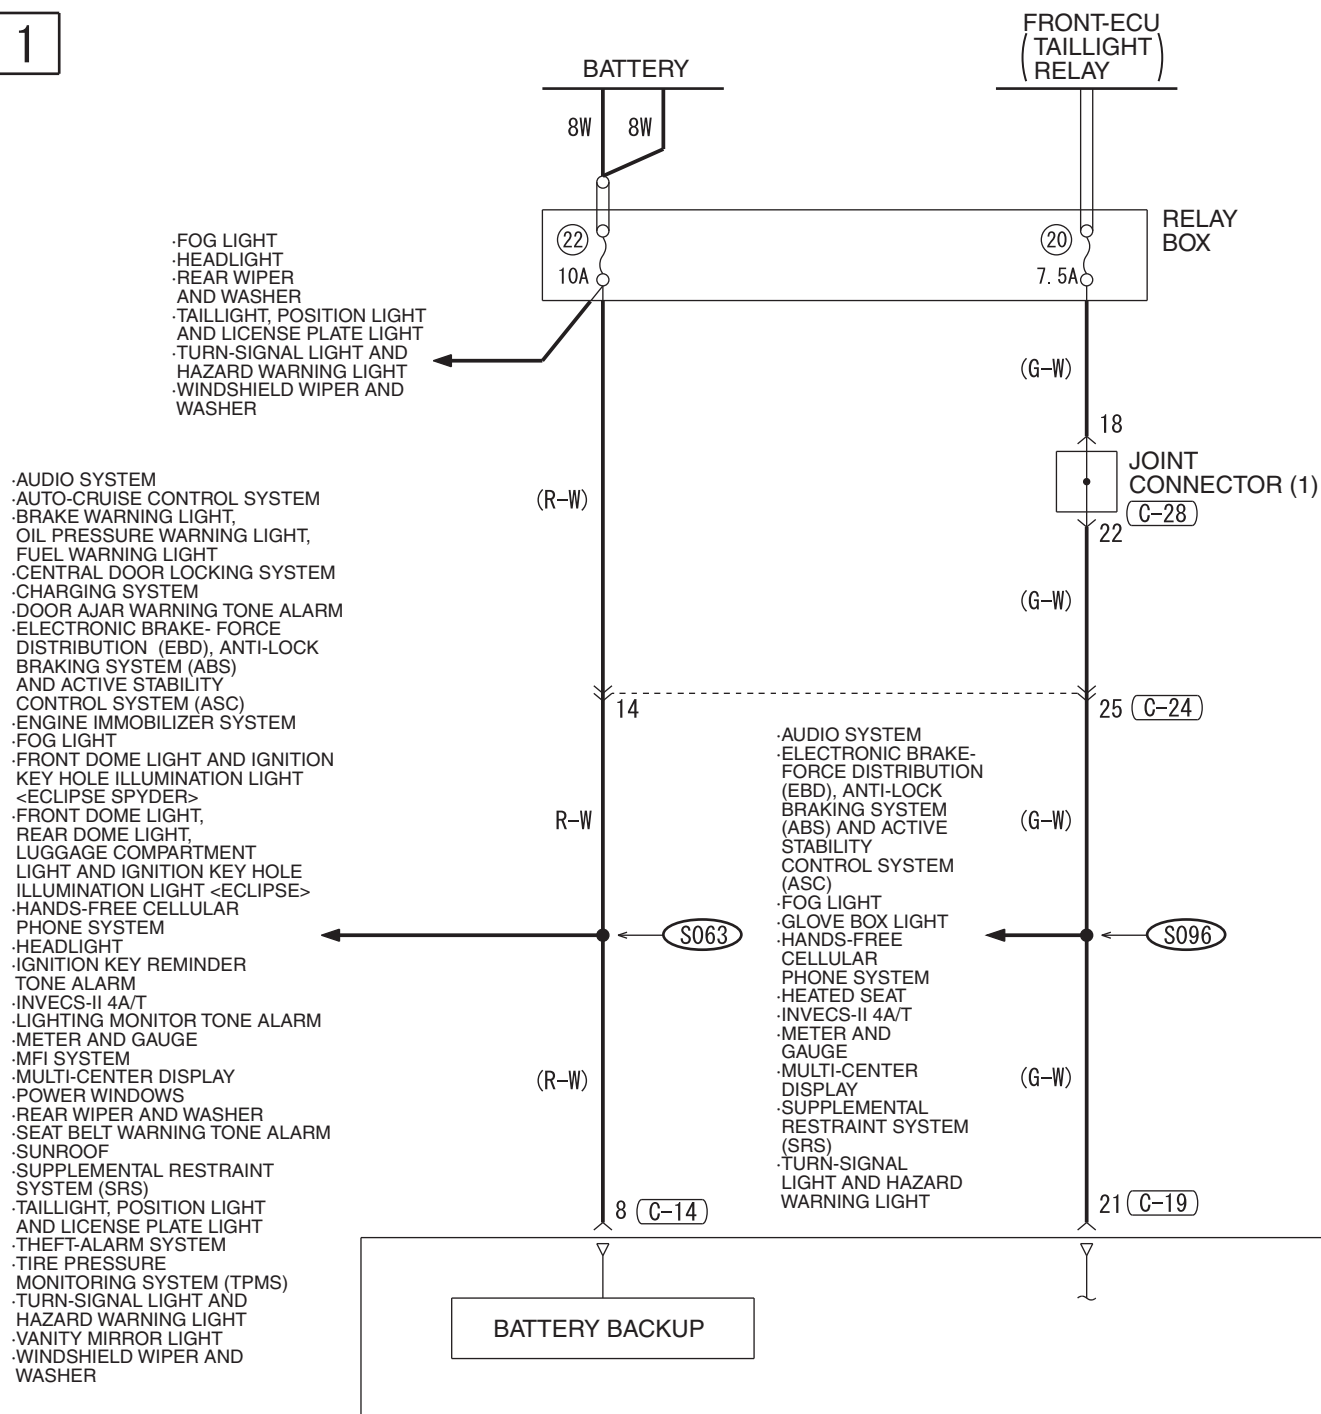 1
BATTERY
FRONT-ECU
(TAILLIGHT
RELAY)
8W
8W
RELAY
BOX
22
10A
20
7.5A
·FOG LIGHT
·HEADLIGHT
·REAR WIPER
AND WASHER
·TAILLIGHT, POSITION LIGHT
AND LICENSE PLATE LIGHT
·TURN-SIGNAL LIGHT AND
HAZARD WARNING LIGHT
·WINDSHIELD WIPER AND
WASHER
(G-W)
18
JOINT
CONNECTOR (1)
C-28
22
(R-W)
(G-W)
14
25
C-24
·AUDIO SYSTEM
·AUTO-CRUISE CONTROL SYSTEM
·BRAKE WARNING LIGHT,
OIL PRESSURE WARNING LIGHT,
FUEL WARNING LIGHT
·CENTRAL DOOR LOCKING SYSTEM
·CHARGING SYSTEM
·DOOR AJAR WARNING TONE ALARM
·ELECTRONIC BRAKE- FORCE
DISTRIBUTION (EBD), ANTI-LOCK
BRAKING SYSTEM (ABS)
AND ACTIVE STABILITY
CONTROL SYSTEM (ASC)
·ENGINE IMMOBILIZER SYSTEM
·FOG LIGHT
·FRONT DOME LIGHT AND IGNITION
KEY HOLE ILLUMINATION LIGHT
<ECLIPSE SPYDER>
·FRONT DOME LIGHT,
REAR DOME LIGHT,
LUGGAGE COMPARTMENT
LIGHT AND IGNITION KEY HOLE
ILLUMINATION LIGHT <ECLIPSE>
·HANDS-FREE CELLULAR
PHONE SYSTEM
·HEADLIGHT
·IGNITION KEY REMINDER
TONE ALARM
·INVECS-II 4A/T
·LIGHTING MONITOR TONE ALARM
·METER AND GAUGE
·MFI SYSTEM
·MULTI-CENTER DISPLAY
·POWER WINDOWS
·REAR WIPER AND WASHER
·SEAT BELT WARNING TONE ALARM
·SUNROOF
·SUPPLEMENTAL RESTRAINT
SYSTEM (SRS)
·TAILLIGHT, POSITION LIGHT
AND LICENSE PLATE LIGHT
·THEFT-ALARM SYSTEM
·TIRE PRESSURE
MONITORING SYSTEM (TPMS)
·TURN-SIGNAL LIGHT AND
HAZARD WARNING LIGHT
·VANITY MIRROR LIGHT
·WINDSHIELD WIPER AND
WASHER
R-W
S063
(R-W)
·AUDIO SYSTEM
·ELECTRONIC BRAKE-
FORCE DISTRIBUTION
(EBD), ANTI-LOCK
BRAKING SYSTEM
(ABS) AND ACTIVE
STABILITY
CONTROL SYSTEM
(ASC)
·FOG LIGHT
·GLOVE BOX LIGHT
·HANDS-FREE
CELLULAR
PHONE SYSTEM
·HEATED SEAT
·INVECS-II 4A/T
·METER AND
GAUGE
·MULTI-CENTER
DISPLAY
·SUPPLEMENTAL
RESTRAINT SYSTEM
(SRS)
·TURN-SIGNAL
LIGHT AND HAZARD
WARNING LIGHT
(G-W)
S096
(G-W)
8
C-14
21
C-19
BATTERY BACKUP